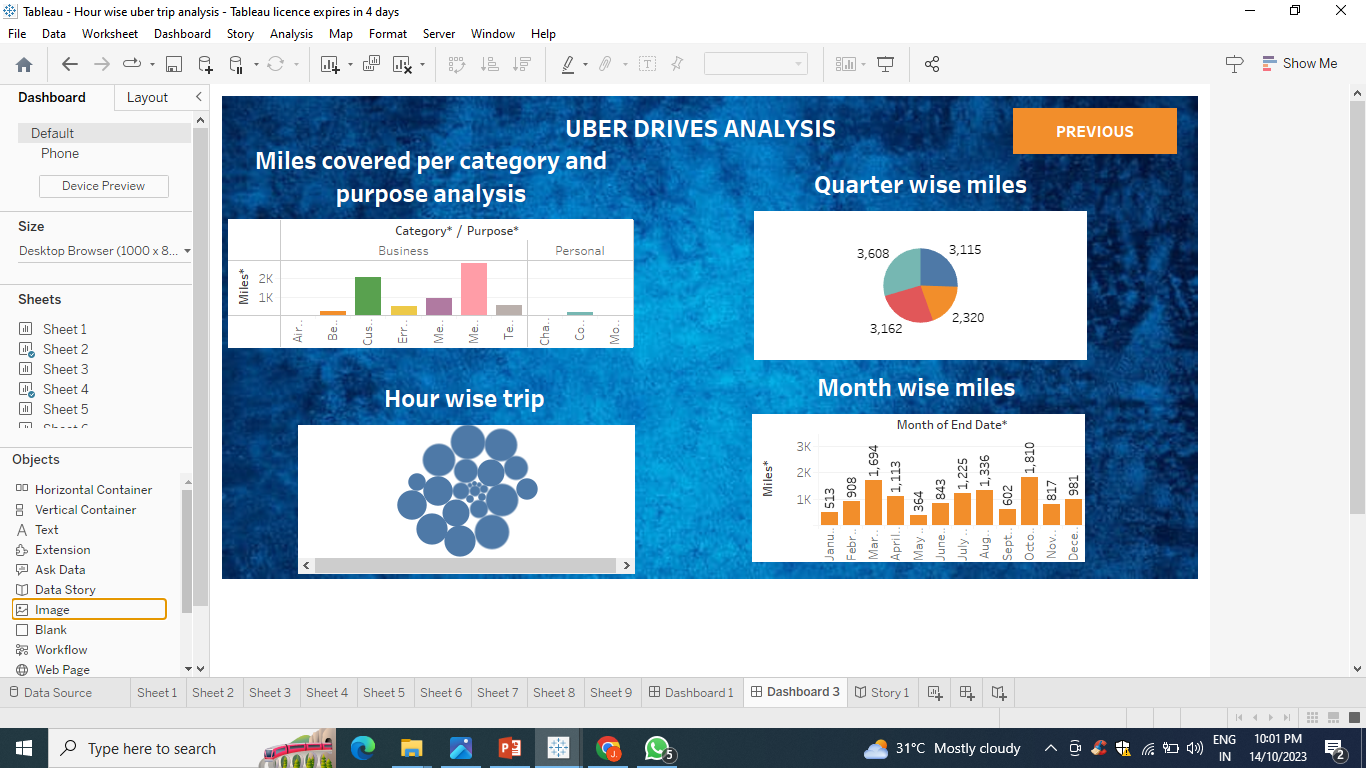 Tableau - Hour wise uber trip analysis - Tableau licence expires in 4 days
File Data Worksheet Dashboard Story Analysis Map Format Server Window Help
Show Me
Dashboard
Layout
Default
Phone
Device Preview
Size
Desktop Browser (1000 x 8...
Sheets
Sheet 1
Sheet 2
Sheet 3
Sheet 4
Sheet 5
Objects
Horizontal Container
Vertical Container
Text
Extension
Ask Data
Data Story
Image
Blank
Workflow
Web Page
UBER DRIVES ANALYSIS
PREVIOUS
Miles covered per category and
purpose analysis
Category* / Purpose*
Business
Personal
Miles*
2K
1K
Air..
Be..
Cus..
Err..
Me..
Me..
Te..
Cha..
Co..
Mo..
Quarter wise miles
3,608
3,115
3,162
2,320
Hour wise trip
Month wise miles
Month of End Date*
Miles*
3K
2K
1K
513
908
1,694
1,113
364
843
1,225
1,336
602
1,810
817
981
Janu..
Febr..
Mar..
April..
May ..
June..
July ..
Aug..
Sept..
Octo..
Nov..
Dece..
Data Source
Sheet 1
Sheet 2
Sheet 3
Sheet 4
Sheet 5
Sheet 6
Sheet 7
Sheet 8
Sheet 9
Dashboard 1
Dashboard 3
Story 1
Type here to search
5
31°C Mostly cloudy
ENG
IN
10:01 PM
14/10/2023
2